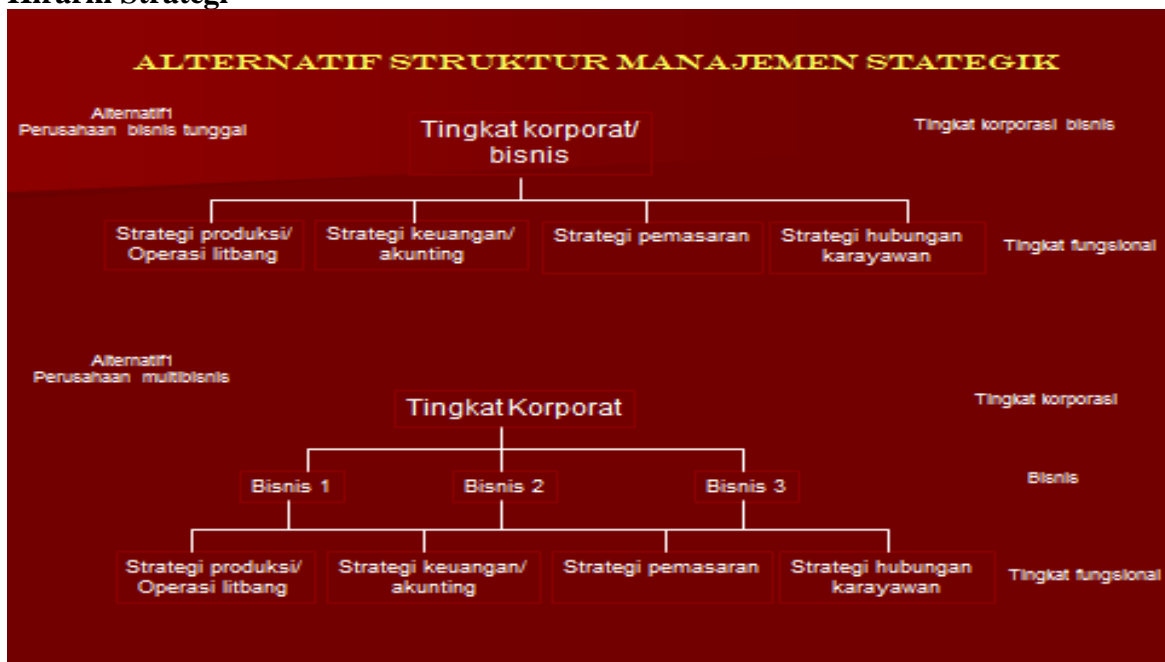 Hirarki Strategi
ALTERNATIF STRUKTUR MANAJEMEN STATEGIK
Alternatif1
Perusahaan bisnis tunggal
Tingkat korporat/
bisnis
Tingkat korporasi bisnis
Strategi produksi/
Operasi litbang
Strategi keuangan/
akunting
Strategi pemasaran
Strategi hubungan
karayawan
Tingkat fungsional
Alternatif1
Perusahaan multibisnis
Tingkat Korporat
Tingkat korporasi
Bisnis 1
Bisnis 2
Bisnis 3
Bisnis
Strategi produksi/
Operasi litbang
Strategi keuangan/
akunting
Strategi pemasaran
Strategi hubungan
karayawan
Tingkat fungsional